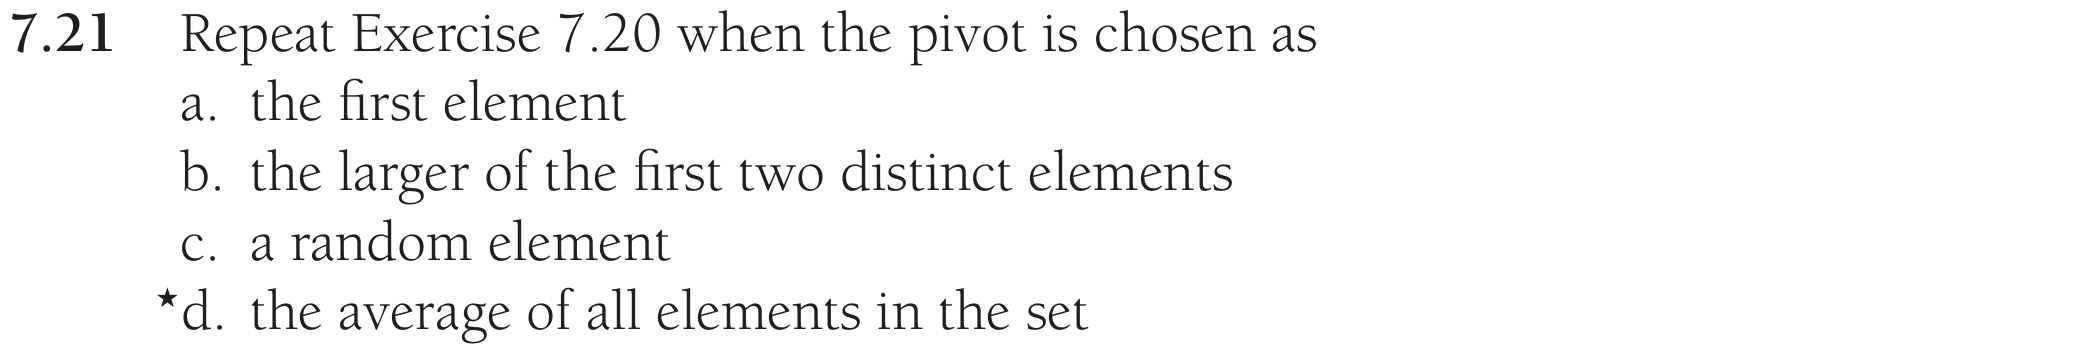 7.21 Repeat Exercise 7.20 when the pivot is chosen as
a. the first element
b. the larger of the first two distinct elements
c. a random element
★d. the average of all elements in the set